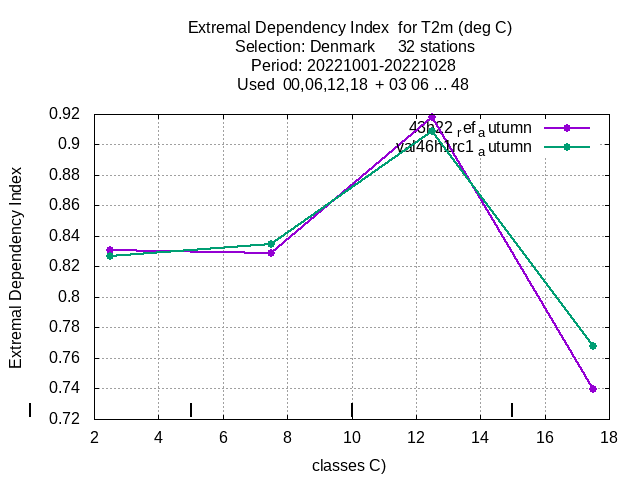 Extremal Dependency Index for T2m (deg C)
Selection: Denmark 32 stations
Period: 20221001-20221028
Used 00,06,12,18 + 03 06 ... 48
0.92
0.9
0.88
0.86
0.84
0.82
0.8
0.78
0.76
0.74
0.72
Extremal Dependency Index
43h22 ref autumn
val46h1rc1 autumn
2 4 6 8 10 12 14 16 18
classes C)